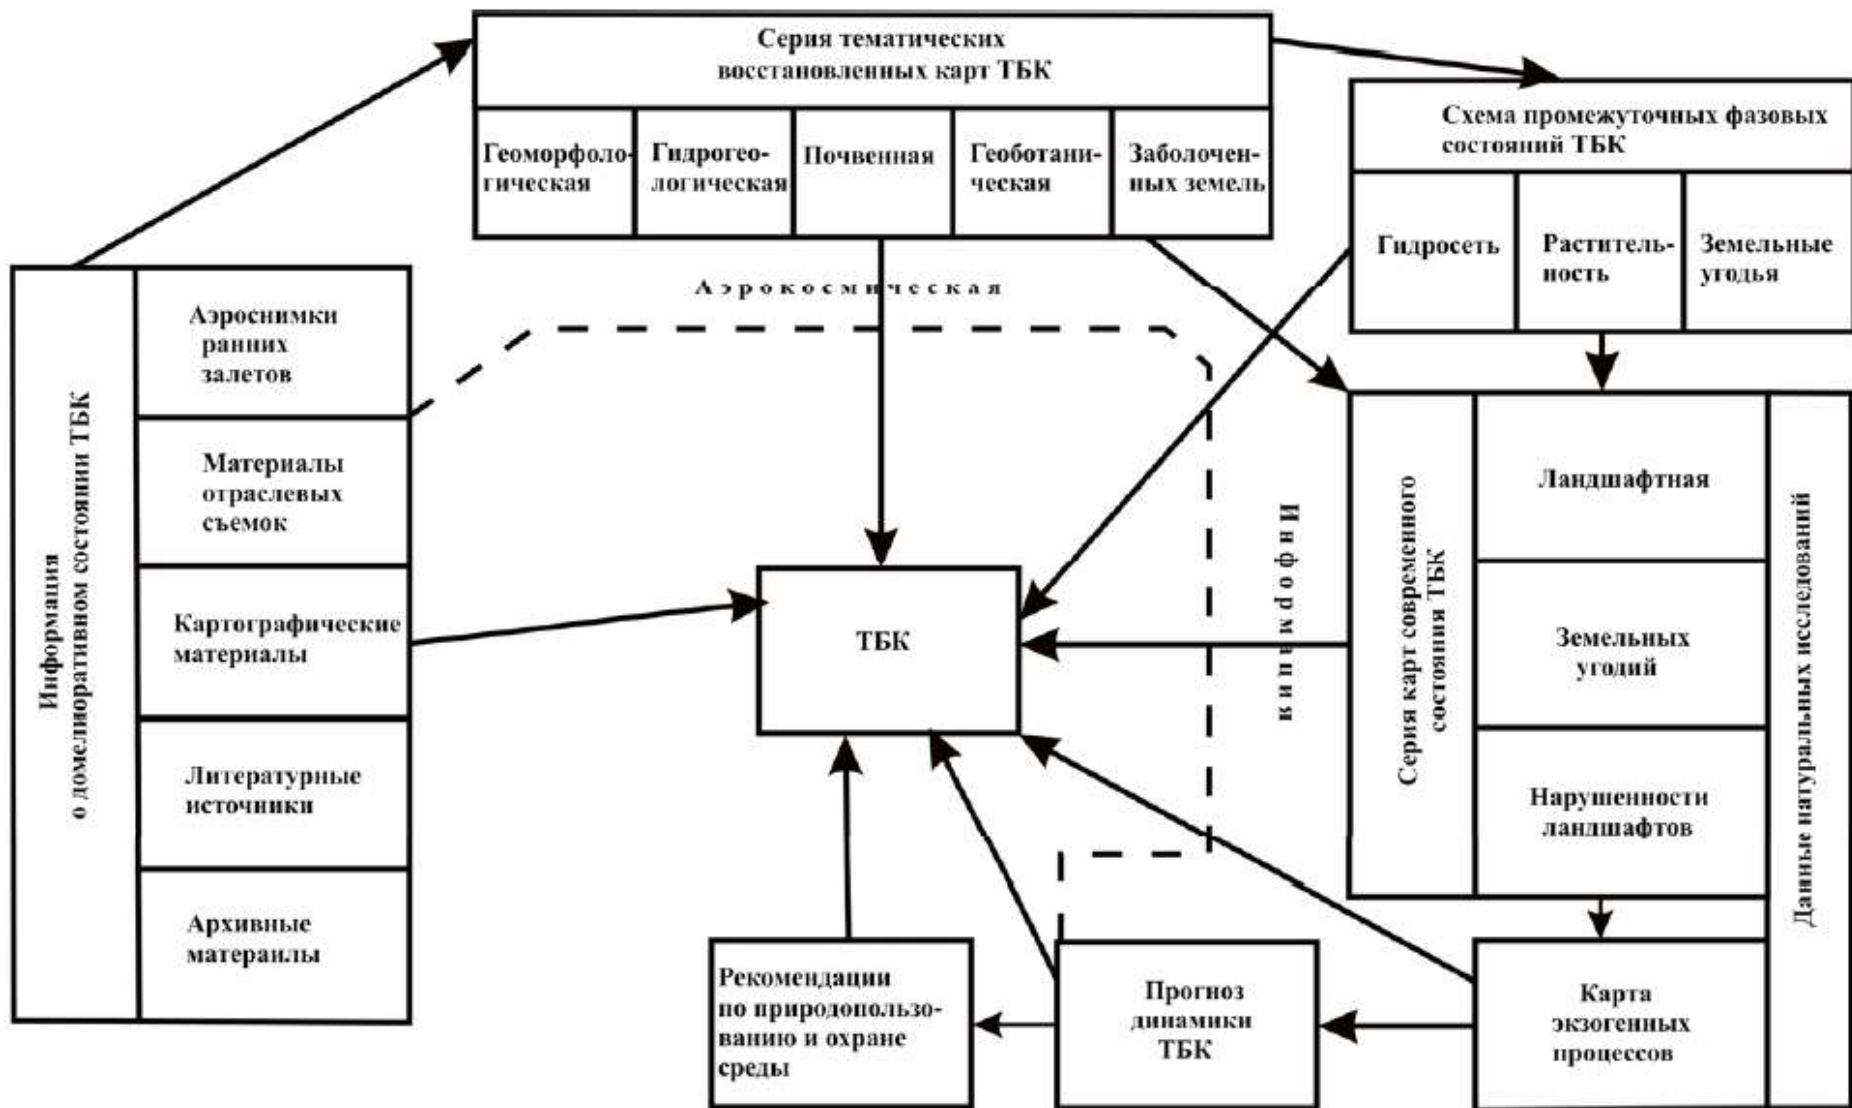 Серия тематических
восстановленных карт ТБК
Геоморфоло-
гическая
Гидрогео-
логическая
Почвенная
Геоботани-
ческая
Заболочен-
ных земель
Схема промежуточных фазовых
состояний ТБК
Гидросеть
Раститель-
ность
Земельные
угодья
Информация
о домелиоративном состоянии ТБК
Аэроснимки
ранних
залетов
Материалы
отраслевых
съемок
Картографические
материалы
Литературные
источники
Архивные
матераилы
Аэрокосмическая
Информация
ТБК
Серия карт современного
состояния ТБК
Ландшафтная
Земельных
угодий
Нарушенности
ландшафтов
Данные натуральных исследований
Рекомендации
по природопользо-
ванию и охране
среды
Прогноз
динамики
ТБК
Карта
экзогенных
процессов